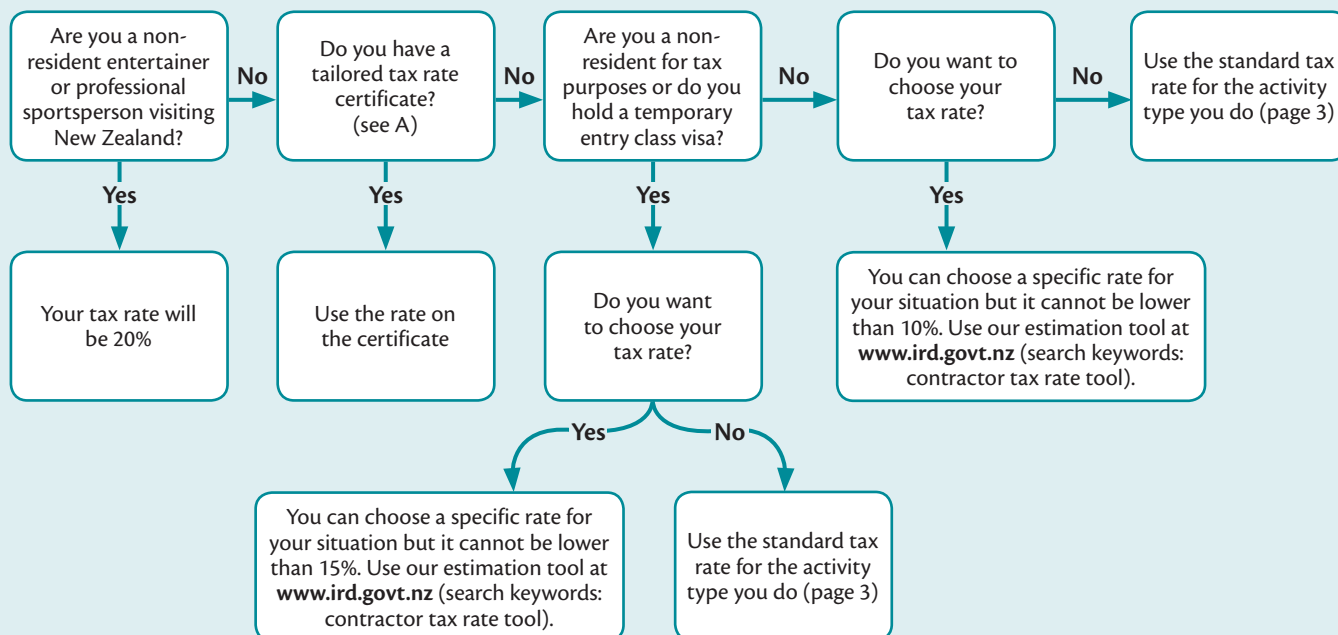 Are you a non-
resident entertainer
or professional
sportsperson visiting
New Zealand?
No
Do you have a
tailored tax rate
certificate?
(see A)
No
Are you a non-
resident for tax
purposes or do you
hold a temporary
entry class visa?
No
Do you want to
choose your
tax rate?
No
Use the standard tax
rate for the activity
type you do (page 3)
Yes
Yes
Yes
Yes
Your tax rate will
be 20%
Use the rate on
the certificate
Do you want
to choose your
tax rate?
You can choose a specific rate for
your situation but it cannot be lower
than 10%. Use our estimation tool at
www.ird.govt.nz (search keywords:
contractor tax rate tool).
Yes
No
You can choose a specific rate for
your situation but it cannot be lower
than 15%. Use our estimation tool at
www.ird.govt.nz (search keywords:
contractor tax rate tool).
Use the standard tax
rate for the activity
type you do (page 3)